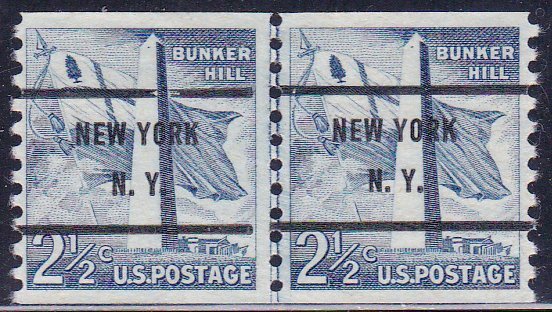 BUNKER
HILL
NEW YORK
N. Y.
2½c U.S. POSTAGE
BUNKER
HILL
NEW YORK
N. Y.
2½c U.S. POSTAGE